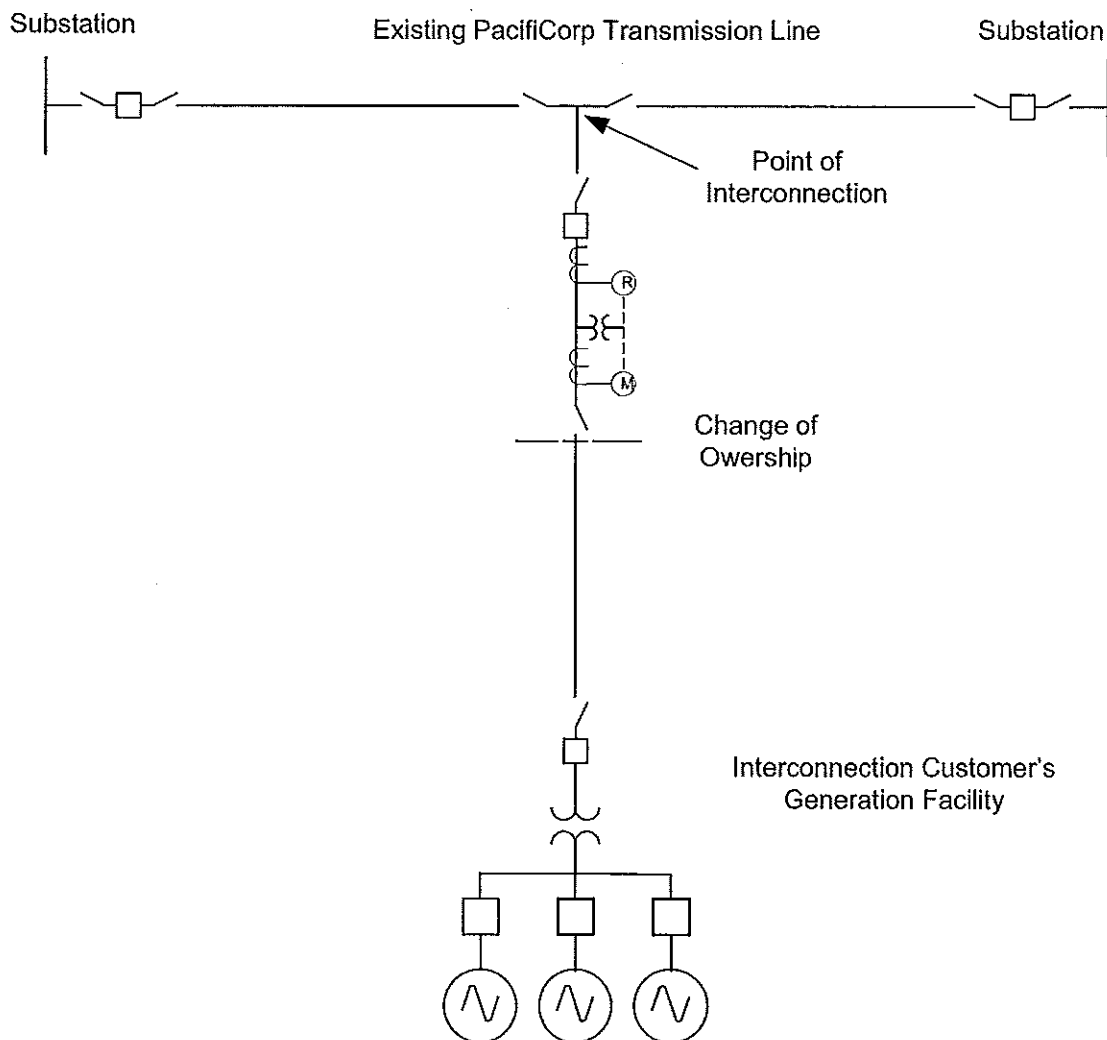 Substation
Existing PacifiCorp Transmission Line
Substation
Point of
Interconnection
R
M
Change of
Owership
Interconnection Customer's
Generation Facility